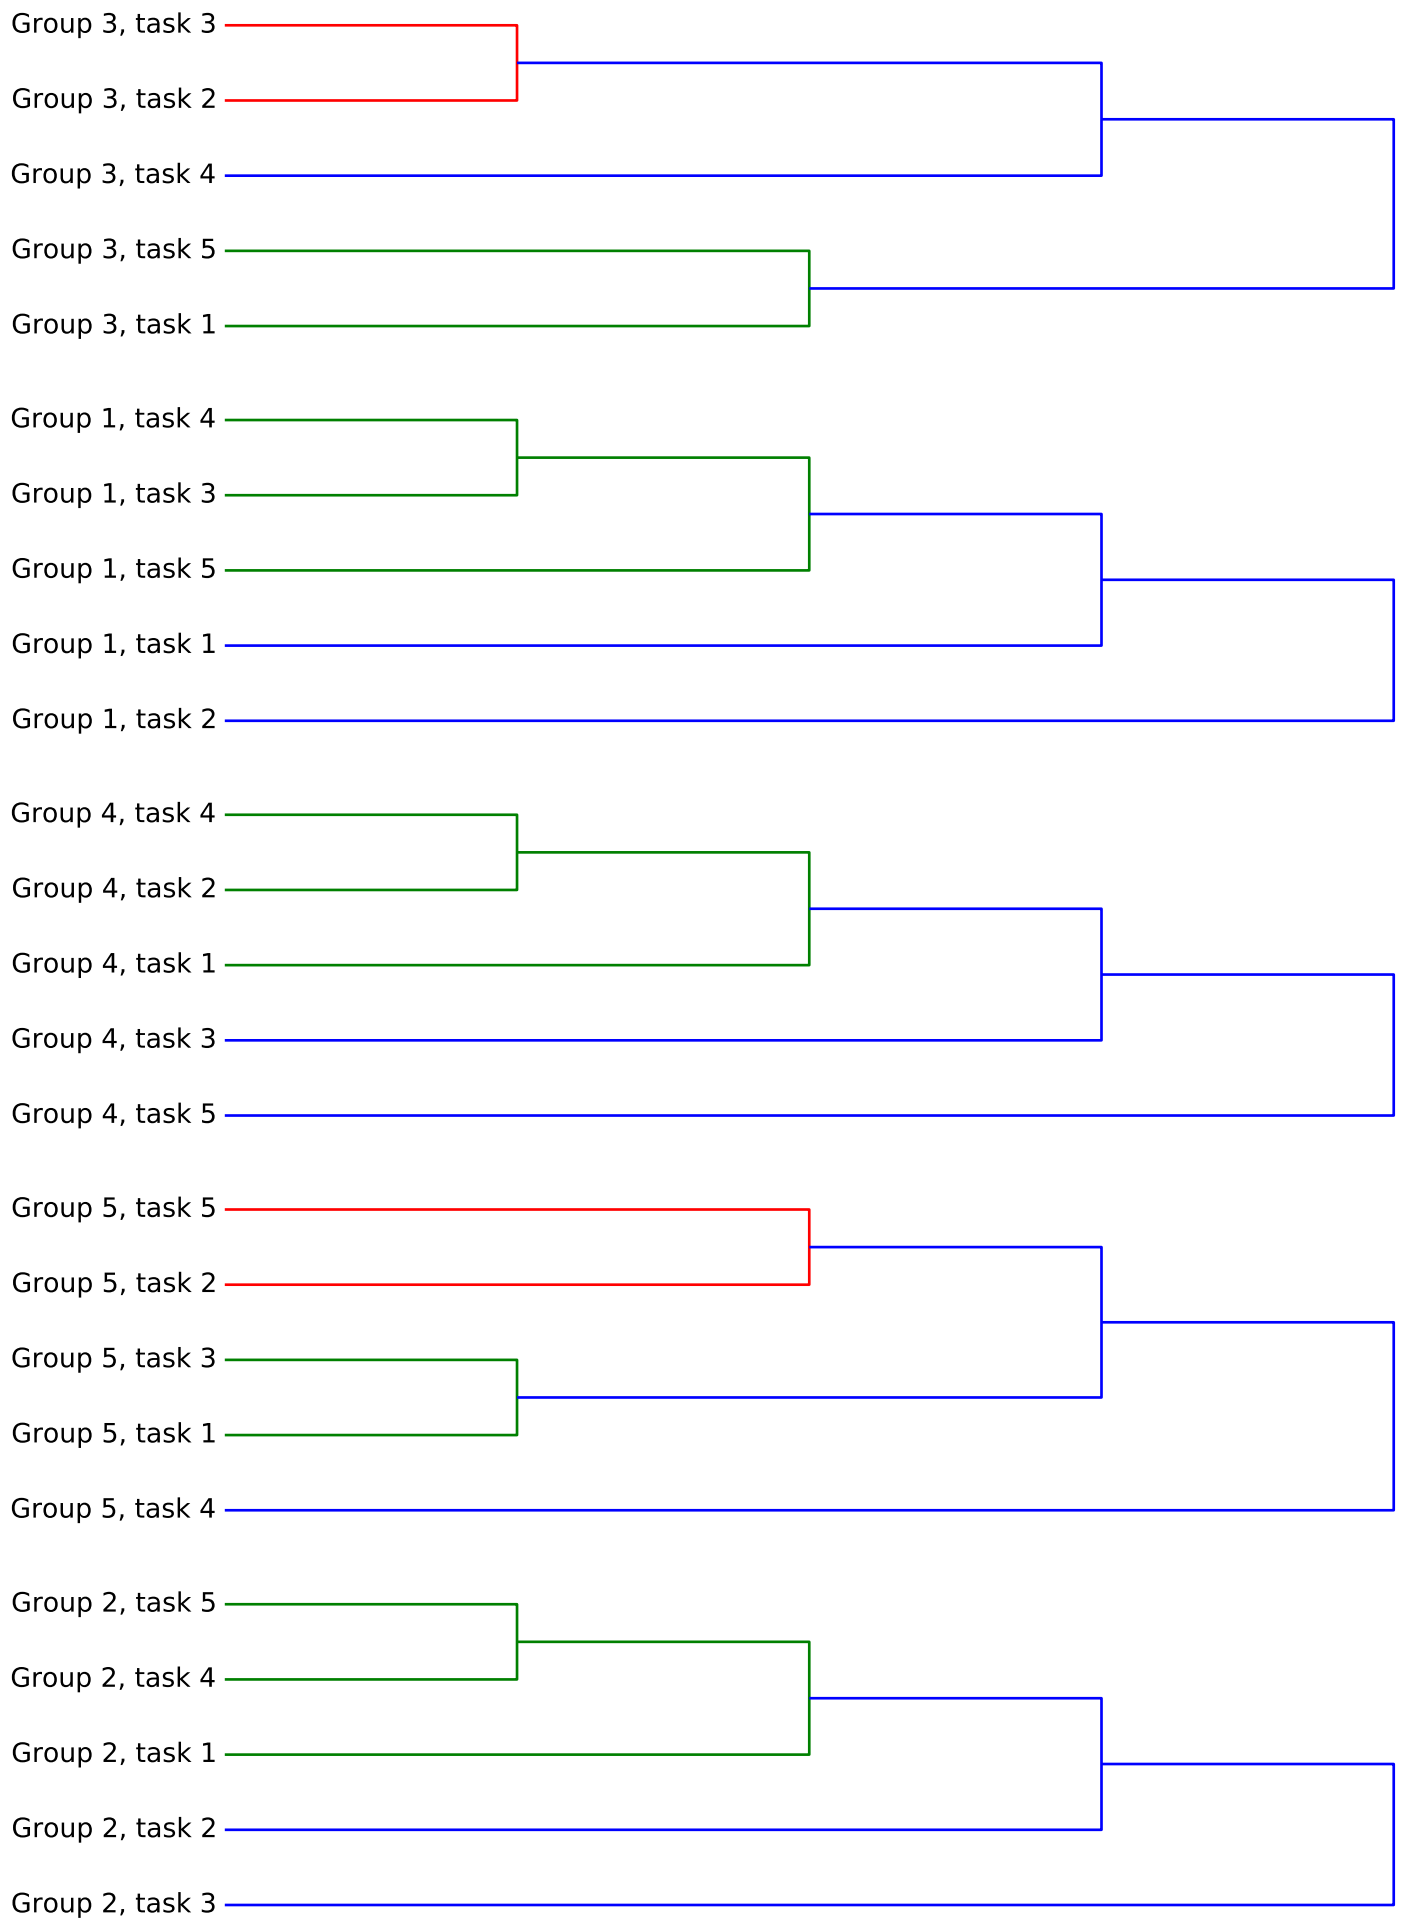 Group 3, task 3
Group 3, task 2
Group 3, task 4
Group 3, task 5
Group 3, task 1
Group 1, task 4
Group 1, task 3
Group 1, task 5
Group 1, task 1
Group 1, task 2
Group 4, task 4
Group 4, task 2
Group 4, task 1
Group 4, task 3
Group 4, task 5
Group 5, task 5
Group 5, task 2
Group 5, task 3
Group 5, task 1
Group 5, task 4
Group 2, task 5
Group 2, task 4
Group 2, task 1
Group 2, task 2
Group 2, task 3